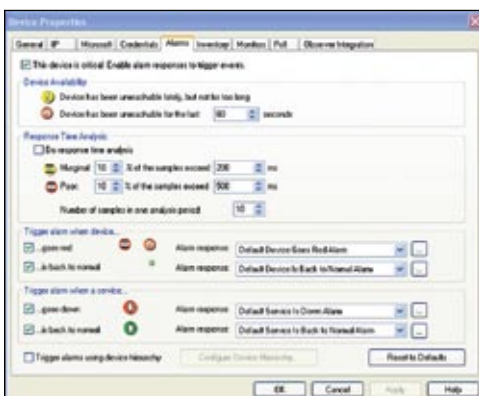 Device Properties
General IP Microsoft Credentials Alarms Inventory Monitors Poll Observer Integration
This device is critical. Enable alarm responses to trigger events.
Device Availability
Device has been unreachable lately, but not for too long
Device has been unreachable for the last 60 seconds
Response Time Analysis
Do response time analysis
Marginal: 10 % of the samples exceed 200 ms
Poor: 10 % of the samples exceed 500 ms
Number of samples in one analysis period: 10
Trigger alarm when device...
...goes red Alarm response: Default Device Goes Red Alarm ...
...is back to normal Alarm response: Default Device Is Back to Normal Alarm ...
Trigger alarm when a service...
...goes down Alarm response: Default Service Is Down Alarm ...
...is back to normal Alarm response: Default Service Is Back to Normal Alarm ...
Trigger alarms using device hierarchy Configure Device Hierarchy... Reset to Defaults
OK Cancel Apply Help